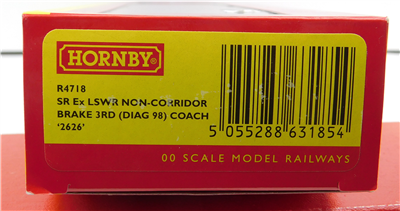 HORNBY
R4718
SR Ex LSWR NON-CORRIDOR
BRAKE 3RD (DIAG 98) COACH
'2626'
5 055288 631854
00 SCALE MODEL RAILWAYS